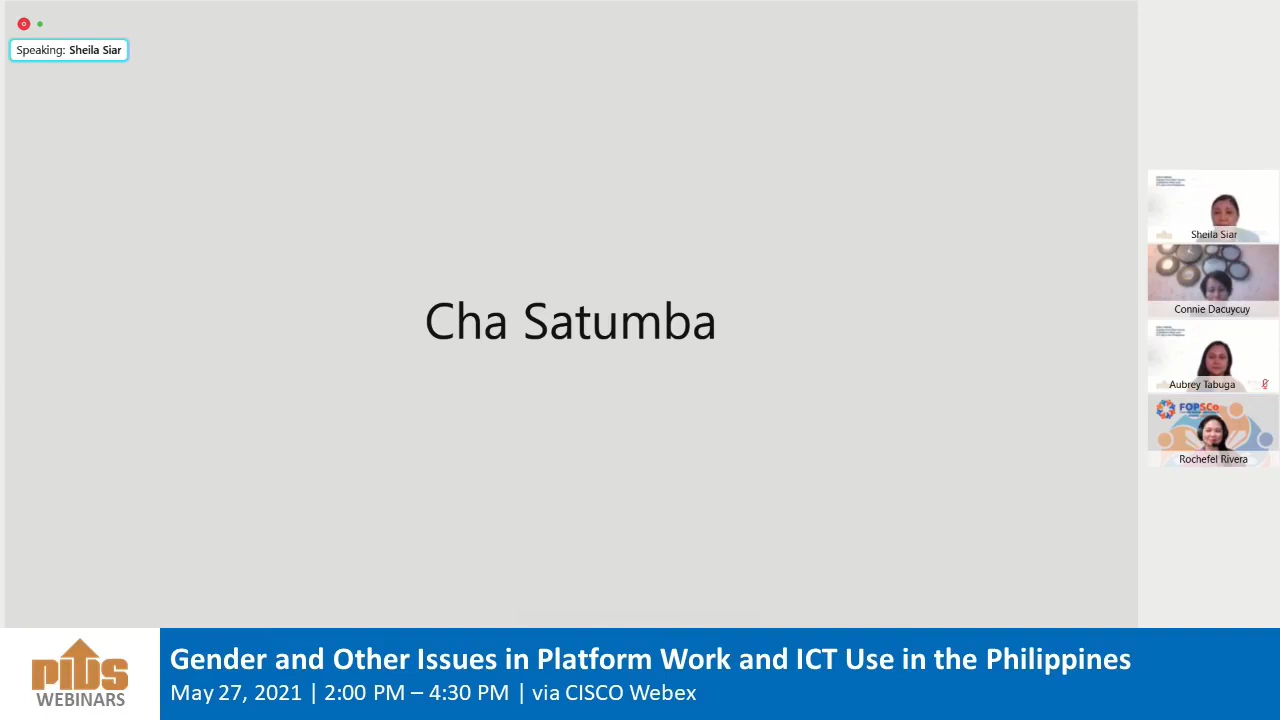 Speaking: Sheila Siar
Cha Satumba
Sheila Siar
Connie Dacuycuy
Aubrey Tabuga
FOPSCo
Rochefel Rivera
PIDS
WEBINARS
Gender and Other Issues in Platform Work and ICT Use in the Philippines
May 27, 2021 | 2:00 PM – 4:30 PM | via CISCO Webex